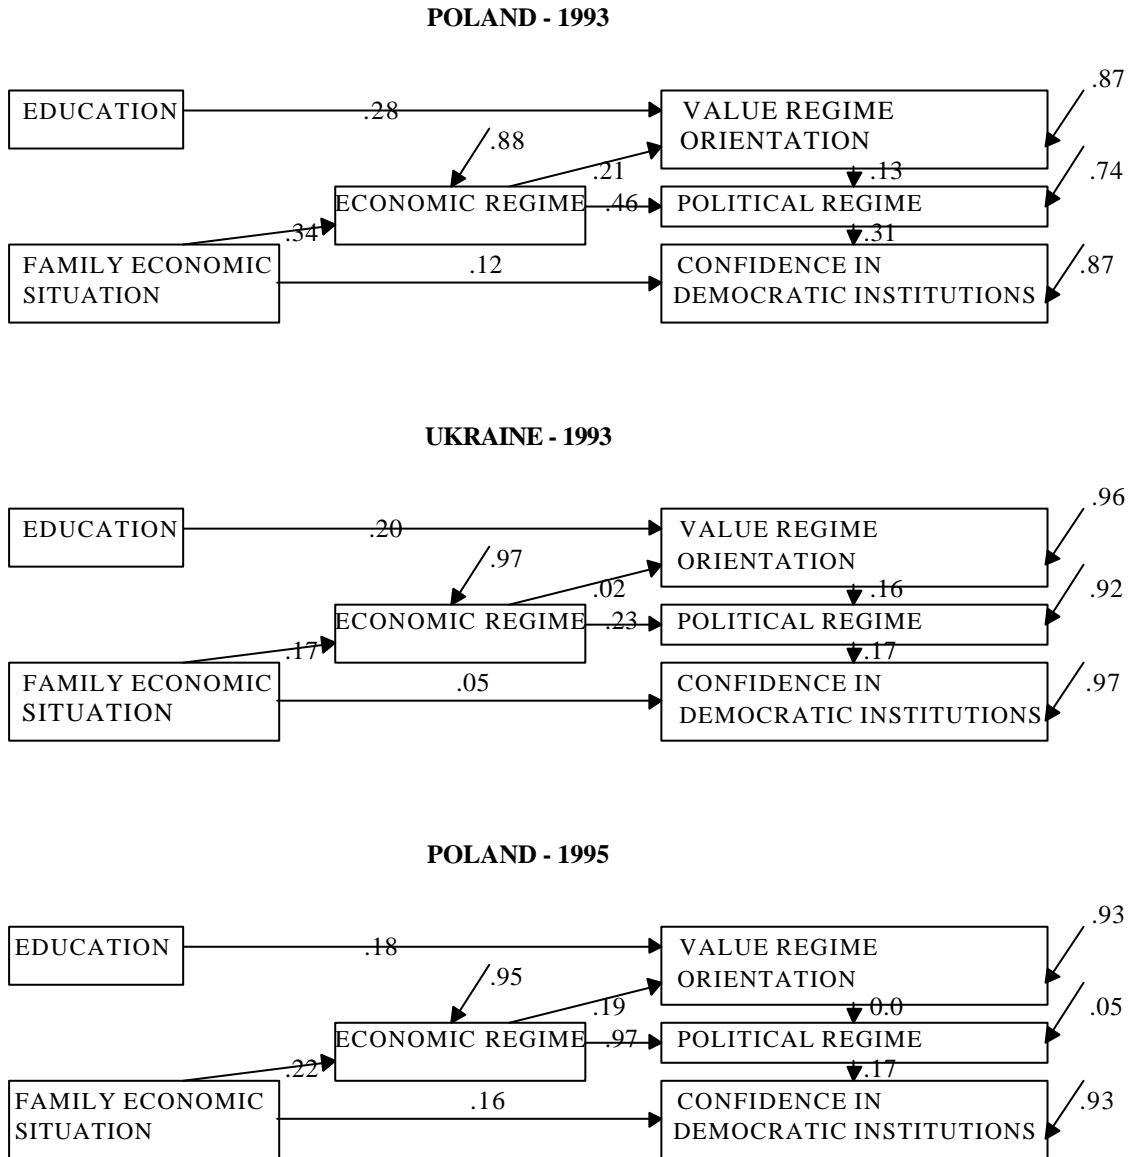 POLAND - 1993
.87
EDUCATION
.28
VALUE REGIME
ORIENTATION
.88
.21
.13
.74
ECONOMIC REGIME
.46
POLITICAL REGIME
.34
.31
FAMILY ECONOMIC
SITUATION
.12
CONFIDENCE IN
DEMOCRATIC INSTITUTIONS
.87
UKRAINE - 1993
.96
EDUCATION
.20
VALUE REGIME
ORIENTATION
.97
.02
.16
.92
ECONOMIC REGIME
.23
POLITICAL REGIME
.17
.17
FAMILY ECONOMIC
SITUATION
.05
CONFIDENCE IN
DEMOCRATIC INSTITUTIONS
.97
POLAND - 1995
.93
EDUCATION
.18
VALUE REGIME
ORIENTATION
.95
.19
0.0
.05
ECONOMIC REGIME
.97
POLITICAL REGIME
.22
.17
FAMILY ECONOMIC
SITUATION
.16
CONFIDENCE IN
DEMOCRATIC INSTITUTIONS
.93